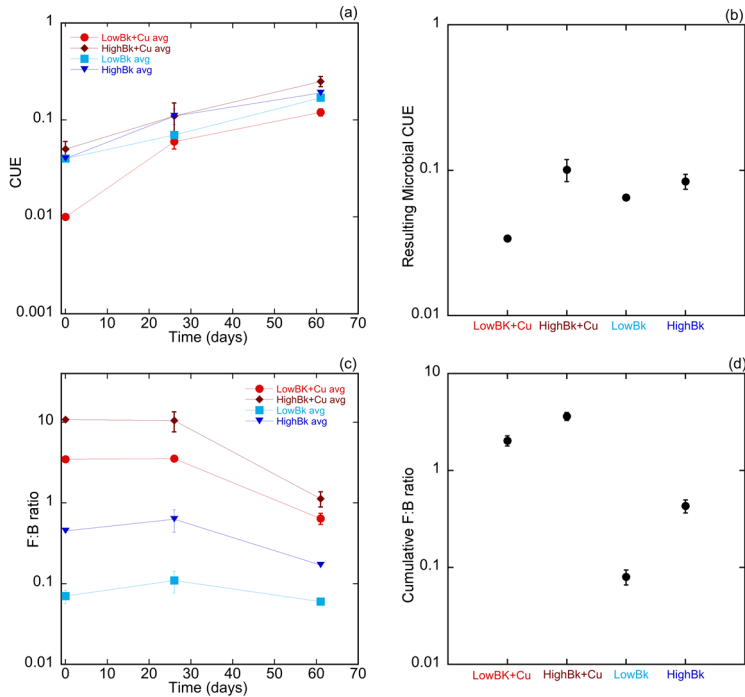 (a)
1
0.1
0.01
0.001
CUE
LowBk+Cu avg
HighBk+Cu avg
LowBk avg
HighBk avg
0 10 20 30 40 50 60 70
Time (days)
(b)
1
0.1
0.01
Resulting Microbial CUE
LowBK+Cu HighBk+Cu LowBk HighBk
(c)
10
1
0.1
0.01
F:B ratio
LowBK+Cu avg
HighBk+Cu avg
LowBk avg
HighBk avg
0 10 20 30 40 50 60 70
Time (days)
(d)
10
1
0.1
0.01
Cumulative F:B ratio
LowBK+Cu HighBk+Cu LowBk HighBk